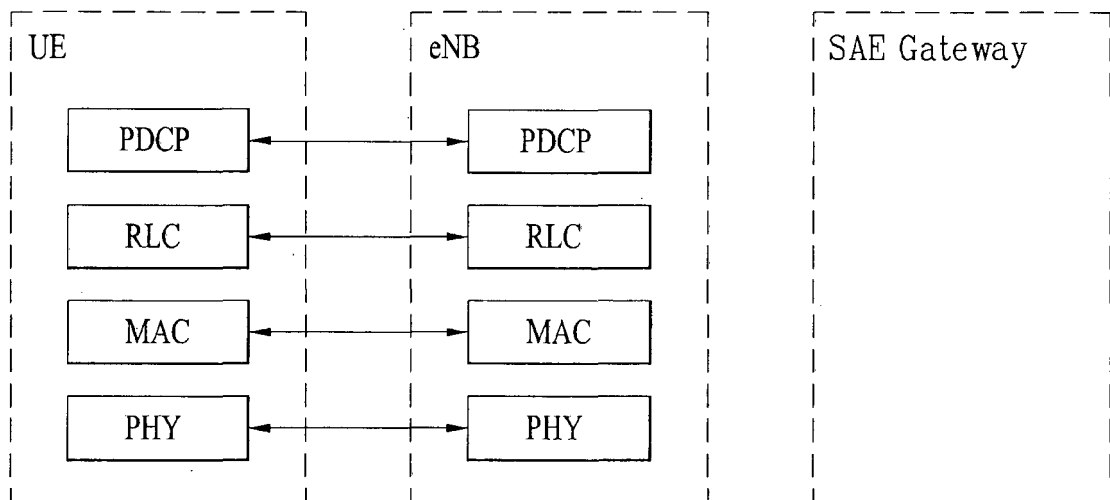 UE
eNB
SAE Gateway
PDCP
PDCP
RLC
RLC
MAC
MAC
PHY
PHY